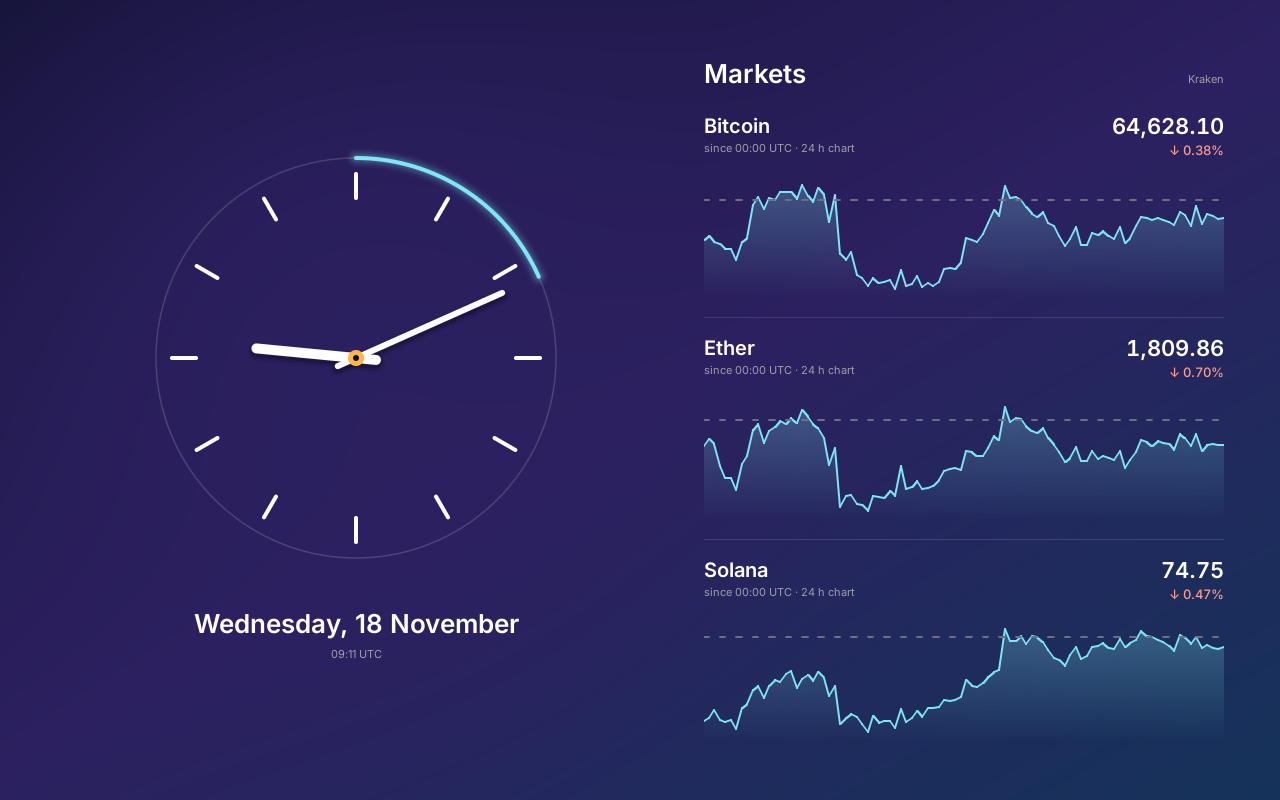 Wednesday, 18 November
09:11 UTC
Markets
Kraken
Bitcoin
64,628.10
since 00:00 UTC · 24 h chart
↓ 0.38%
Ether
1,809.86
since 00:00 UTC · 24 h chart
↓ 0.70%
Solana
74.75
since 00:00 UTC · 24 h chart
↓ 0.47%